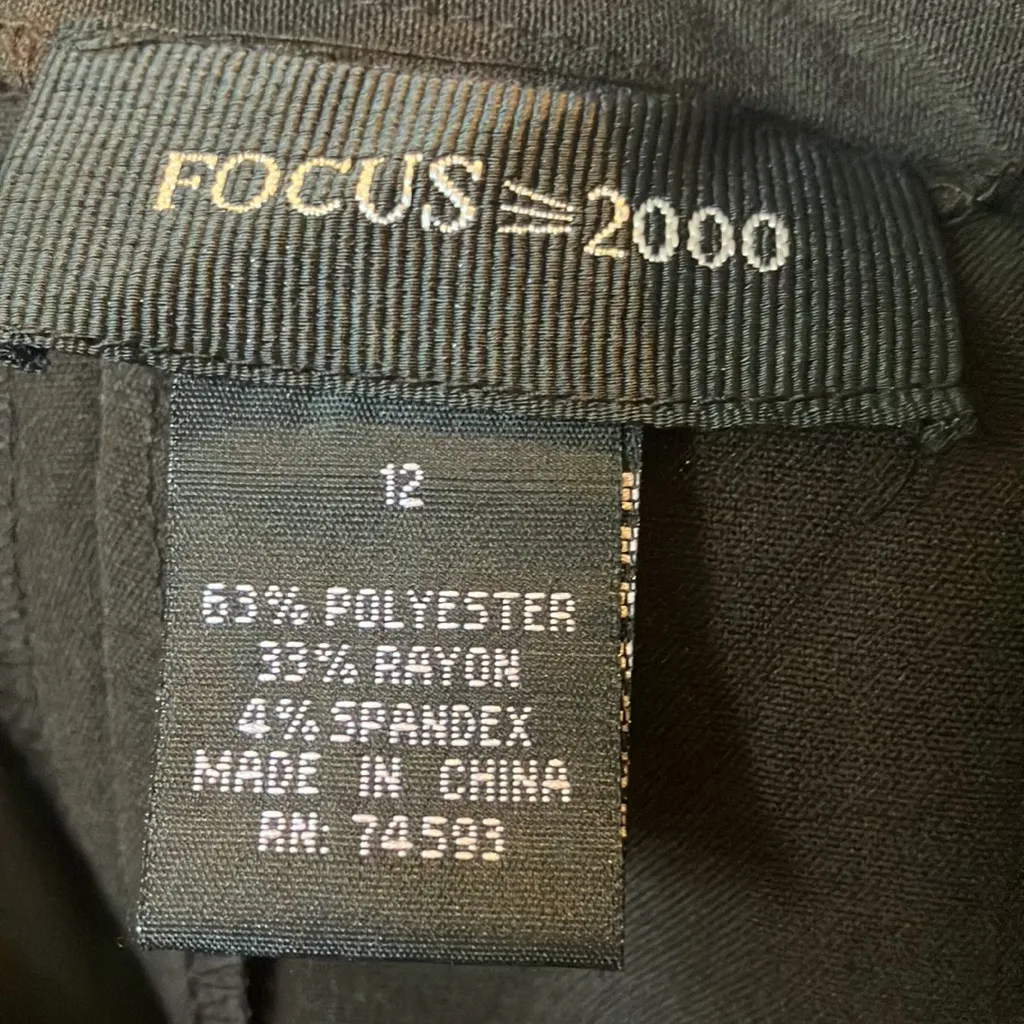 FOCUS ≥ 2000
12
63% POLYESTER
33% RAYON
4% SPANDEX
MADE IN CHINA
RN: 74593